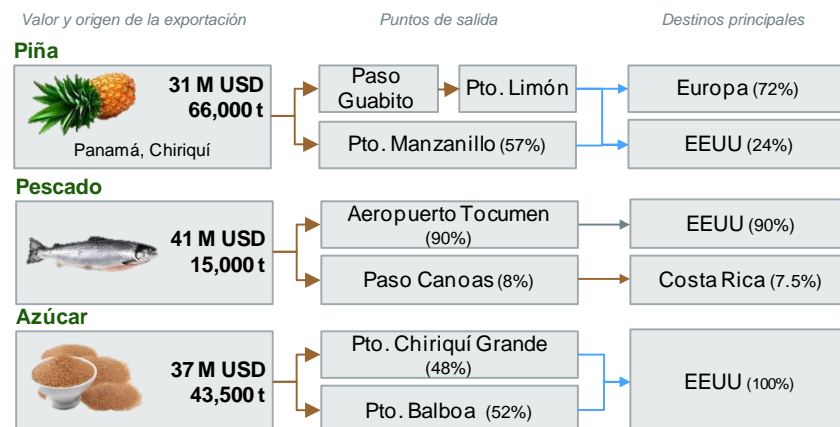 Valor y origen de la exportación
Puntos de salida
Destinos principales
Piña
31 M USD
66,000 t
Panamá, Chiriquí
Paso
Guabito
Pto. Limón
Pto. Manzanillo (57%)
Europa (72%)
EEUU (24%)
Pescado
41 M USD
15,000 t
Aeropuerto Tocumen
(90%)
Paso Canoas (8%)
EEUU (90%)
Costa Rica (7.5%)
Azúcar
37 M USD
43,500 t
Pto. Chiriquí Grande
(48%)
Pto. Balboa (52%)
EEUU (100%)